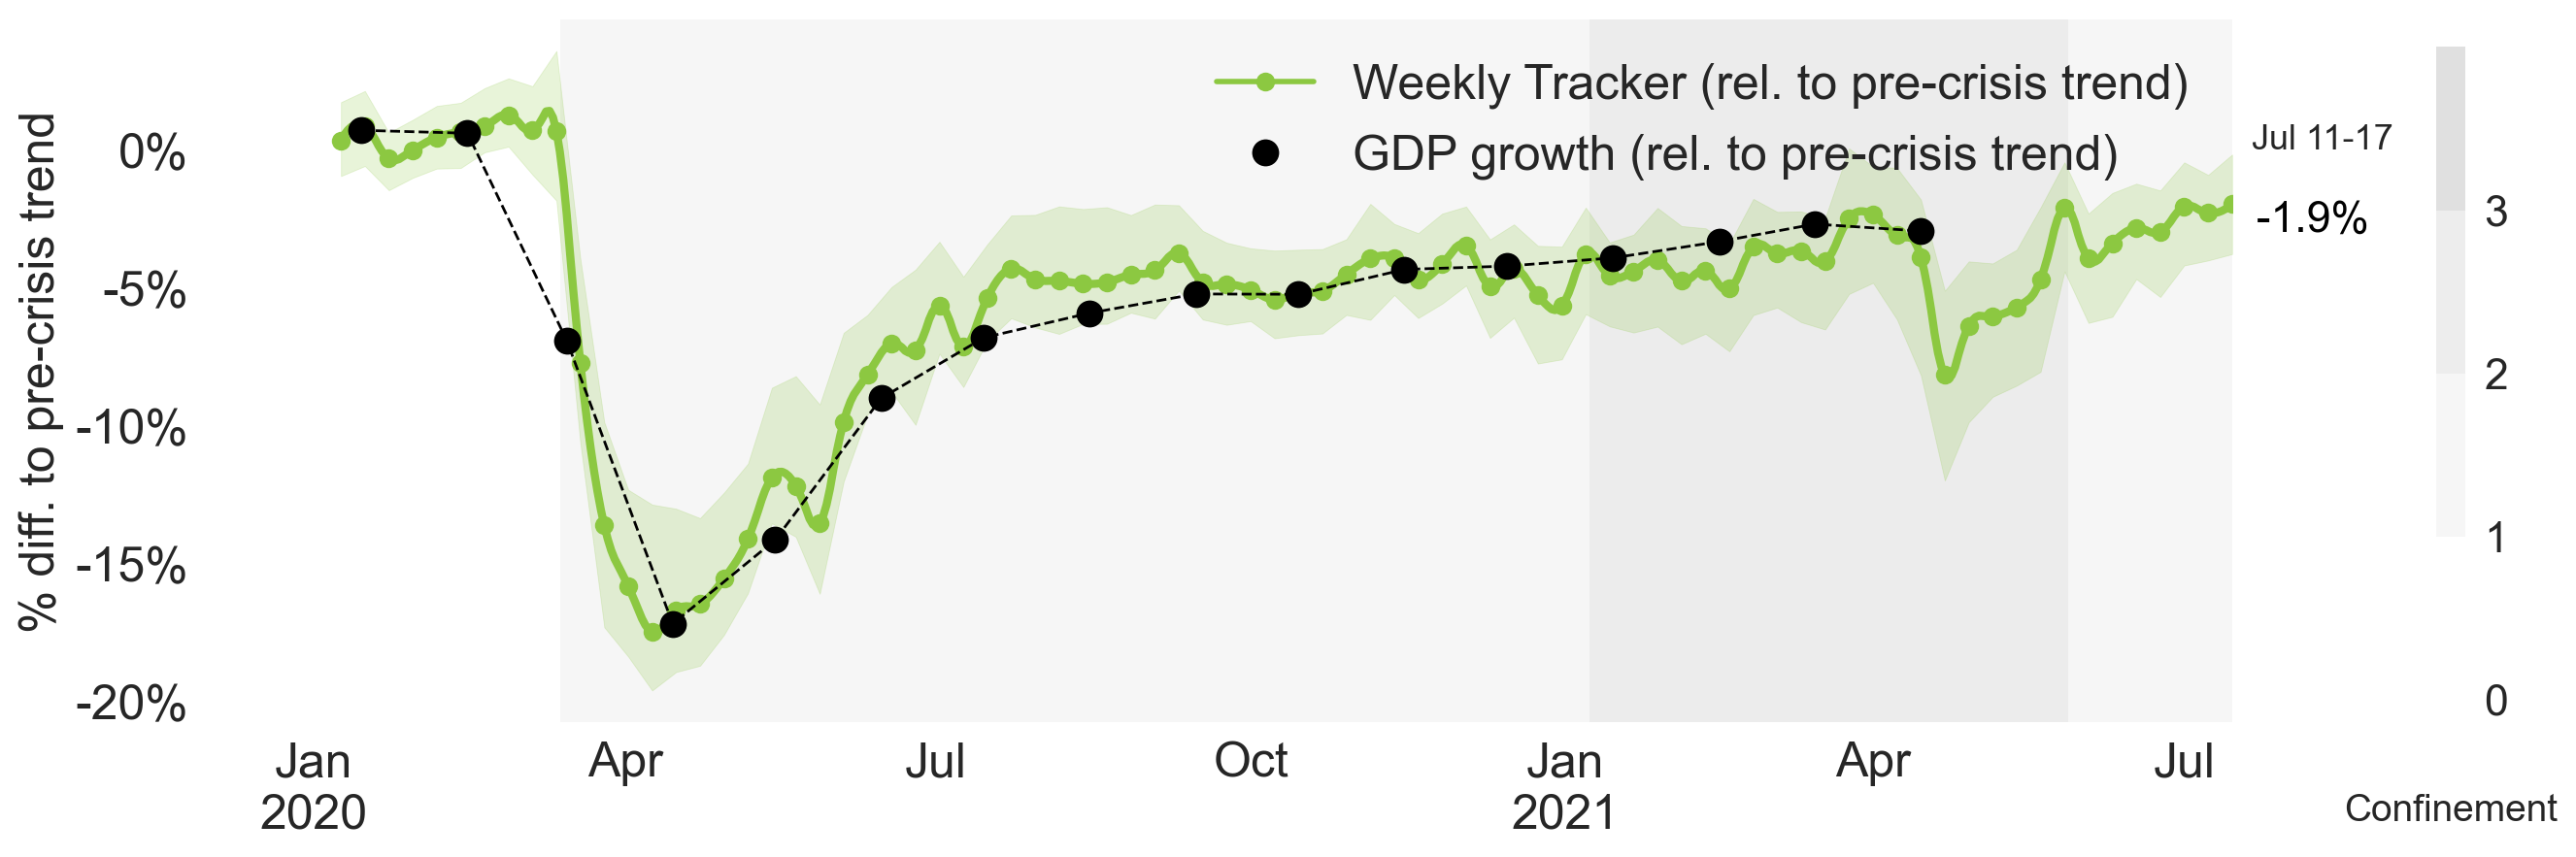 % diff. to pre-crisis trend
0%
-5%
-10%
-15%
-20%
Weekly Tracker (rel. to pre-crisis trend)
GDP growth (rel. to pre-crisis trend)
Jul 11-17
-1.9%
3
2
1
0
Confinement
Jan
2020
Apr
Jul
Oct
Jan
2021
Apr
Jul